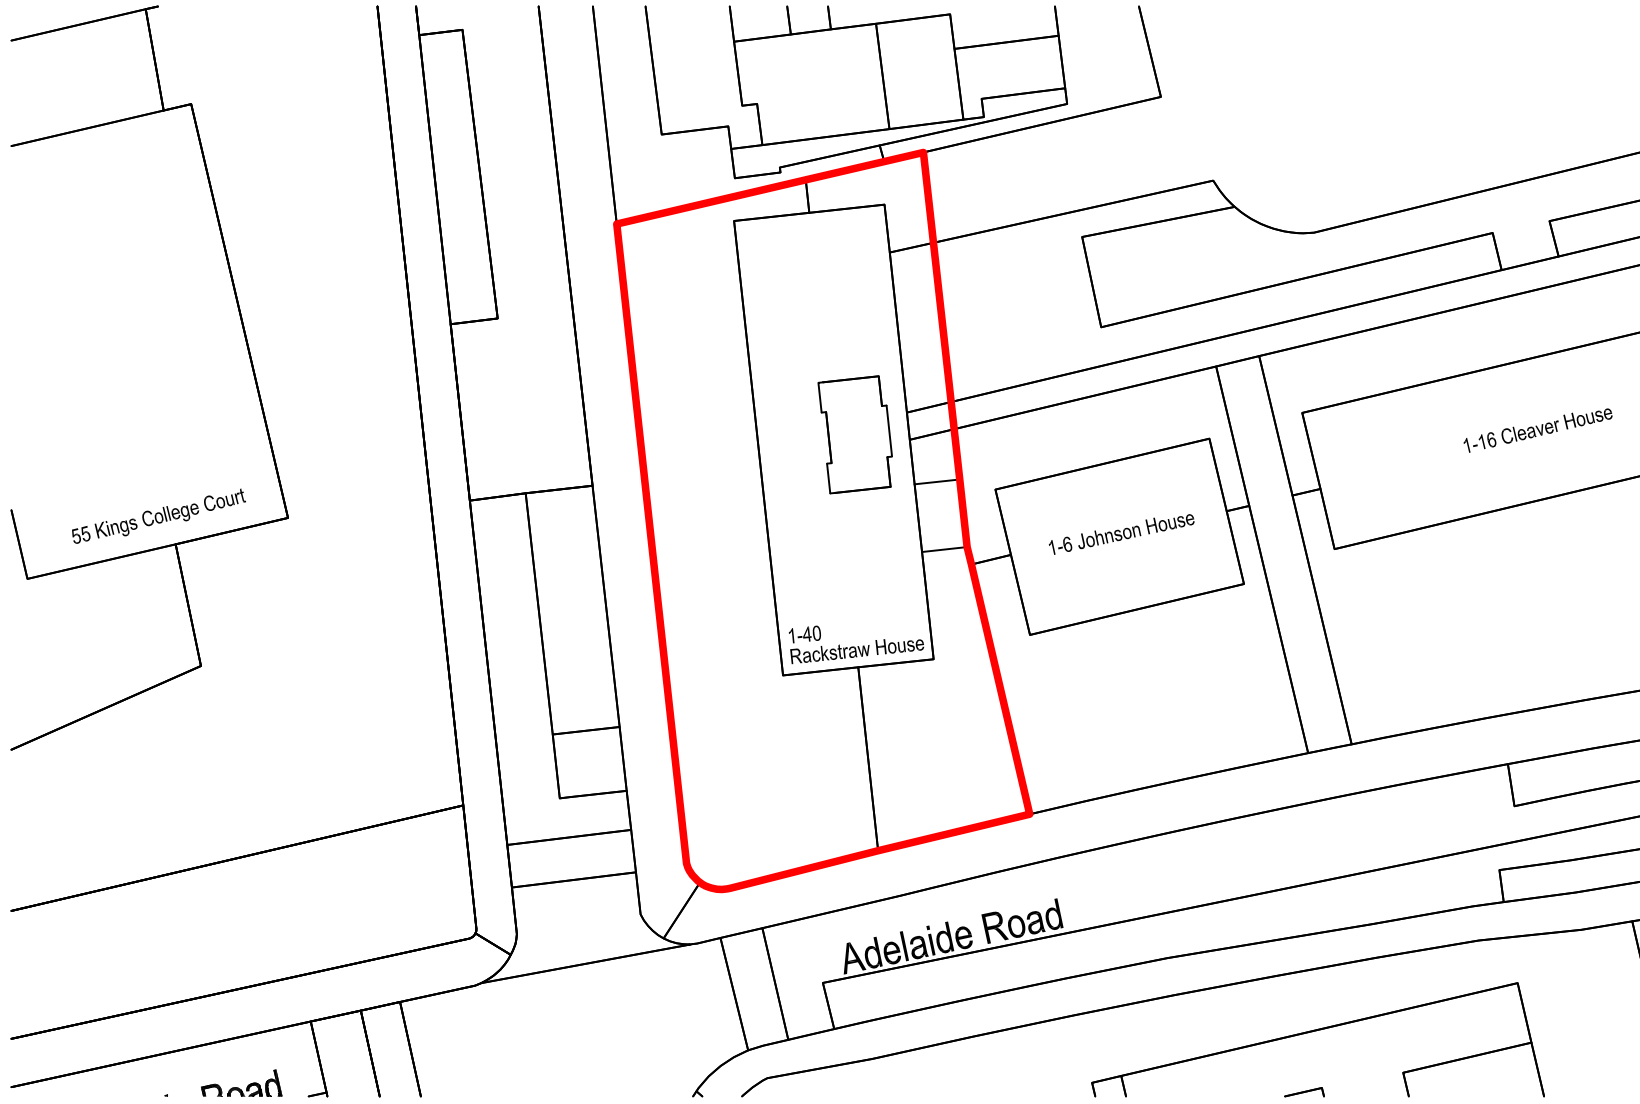 1-16 Cleaver House
55 Kings College Court
1-6 Johnson House
1-40
Rackstraw House
Adelaide Road
Road